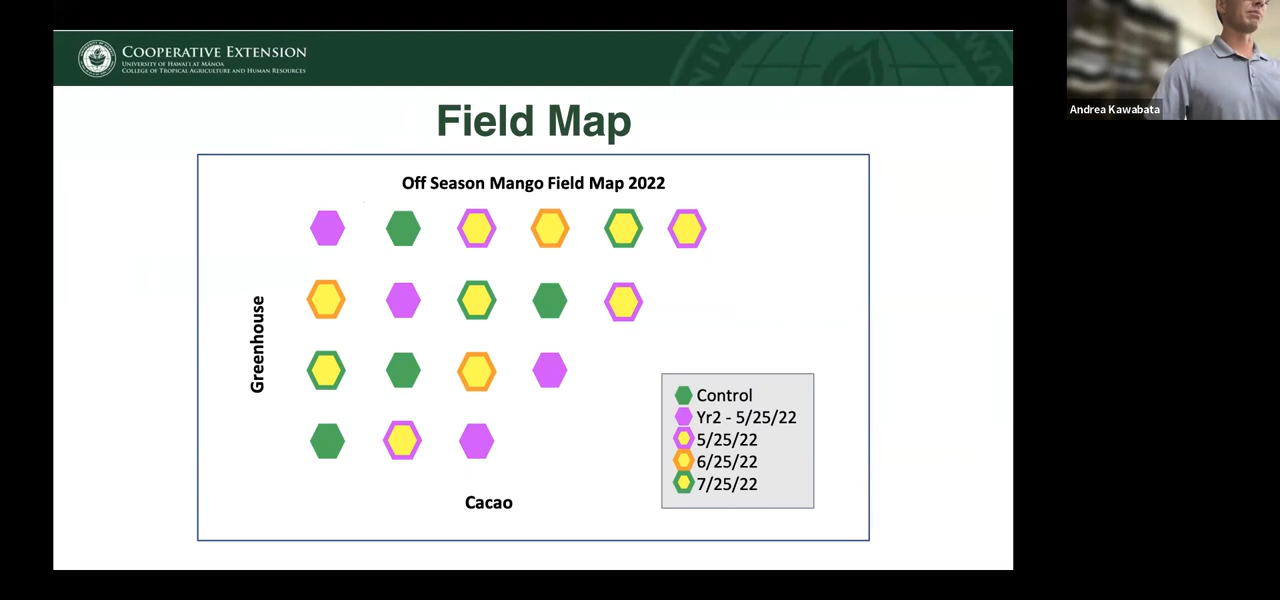 COOPERATIVE EXTENSION
UNIVERSITY OF HAWAI'I AT MĀNOA
COLLEGE OF TROPICAL AGRICULTURE AND HUMAN RESOURCES
Andrea Kawabata
Field Map
Off Season Mango Field Map 2022
Greenhouse
Control
Yr2 - 5/25/22
5/25/22
6/25/22
7/25/22
Cacao